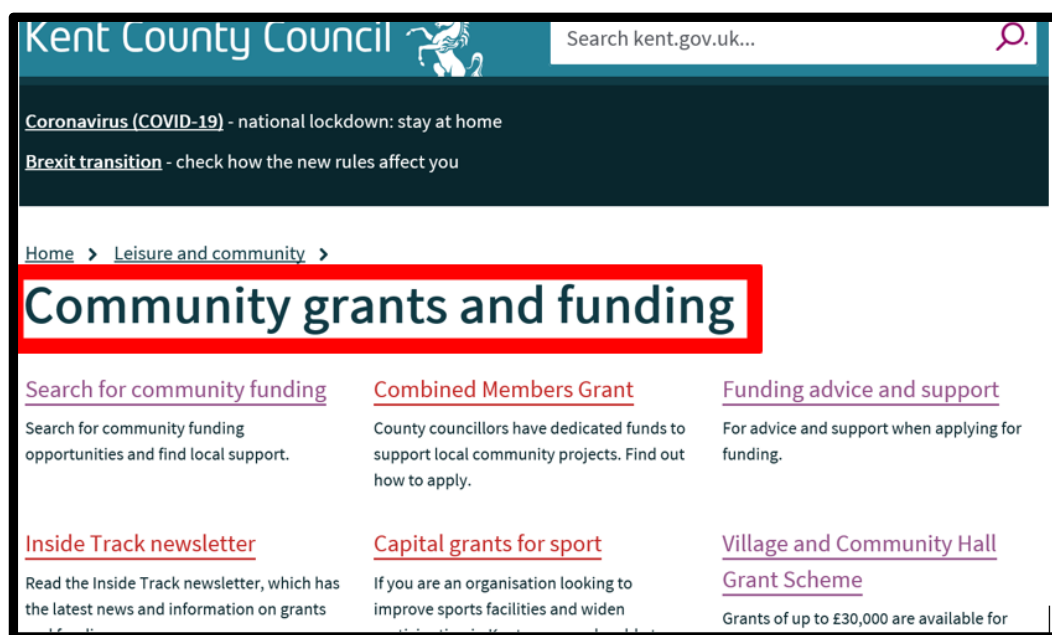 Kent County Council
Search kent.gov.uk...
Coronavirus (COVID-19) - national lockdown: stay at home
Brexit transition - check how the new rules affect you
Home > Leisure and community >
Community grants and funding
Search for community funding
Search for community funding
opportunities and find local support.
Combined Members Grant
County councillors have dedicated funds to
support local community projects. Find out
how to apply.
Funding advice and support
For advice and support when applying for
funding.
Inside Track newsletter
Read the Inside Track newsletter, which has
the latest news and information on grants
Capital grants for sport
If you are an organisation looking to
improve sports facilities and widen
Village and Community Hall
Grant Scheme
Grants of up to £30,000 are available for